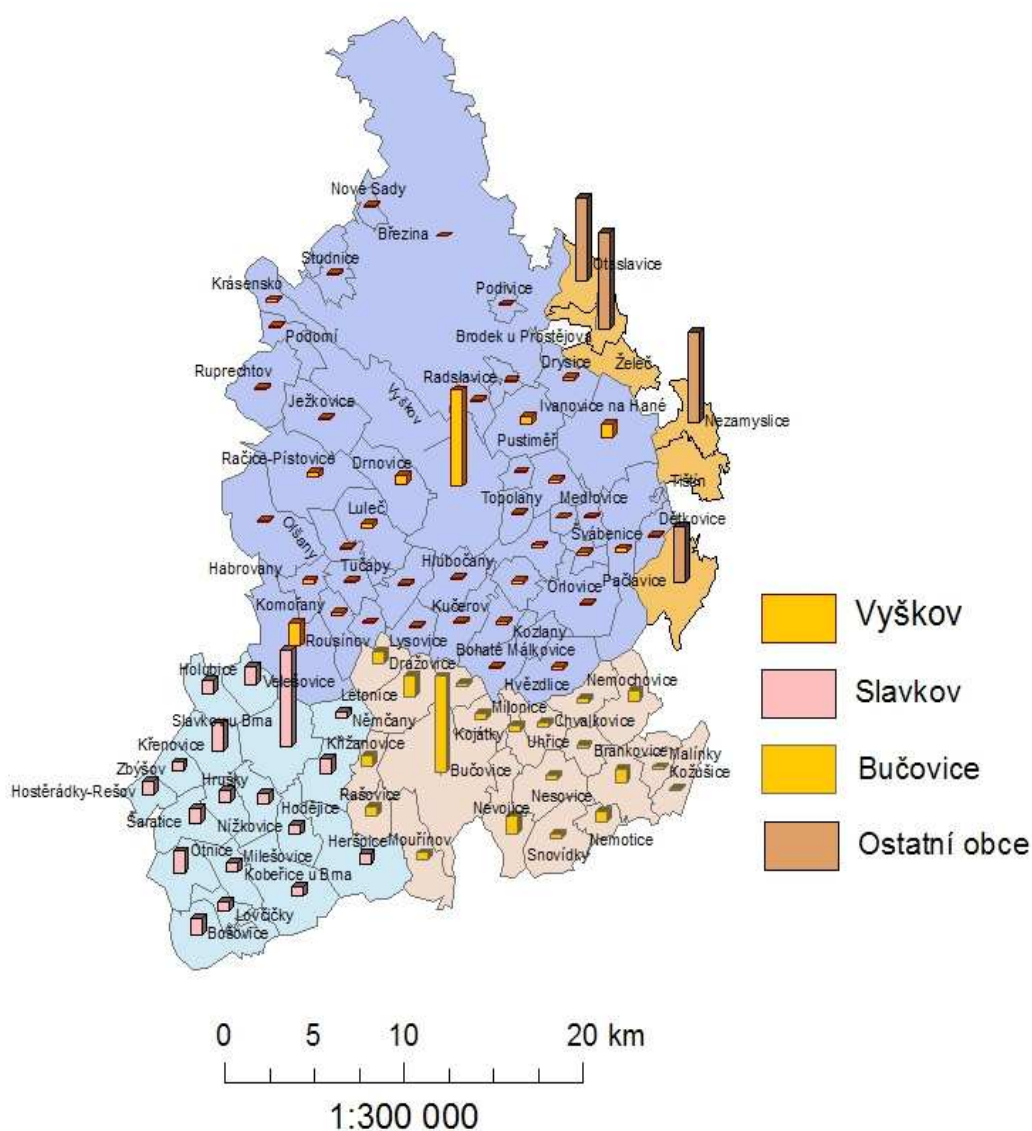 Nové Sady
Březina
Otaslavice
Studnice
Krásensko
Podivice
Podomí
Brodek u Prostějova
Želeč
Drysice
Ruprechtov
Radslavice
Vyškov
Ježkovice
Ivanovice na Hané
Nezamyslice
Pustiměř
Račice-Pístovice
Drnovice
Tištín
Topolany
Medlovice
Luleč
Dětkovice
Olšany
Švábenice
Habrovany
Tučapy
Hlubočany
Orlovice
Pačlavice
Komořany
Kučerov
Rousínov
Lysovice
Kozlany
Bohaté Málkovice
Holubice
Velešovice
Dražovice
Hvězdlice
Nemochovice
Letonice
Milonice
Slavkov u Brna
Němčany
Chvalkovice
Křenovice
Křižanovice
Kojátky
Uhřice
Brankovice
Malínky
Zbýšov
Bučovice
Kožušice
Hostěrádky-Rešov
Hrušky
Rašovice
Nesovice
Šaratice
Hodějice
Nížkovice
Nevojice
Heršpice
Mouřínov
Nemotice
Otnice
Milešovice
Snovídky
Kobeřice u Brna
Lovčičky
Bošovice
Vyškov
Slavkov
Bučovice
Ostatní obce
0 5 10 20 km
1:300 000